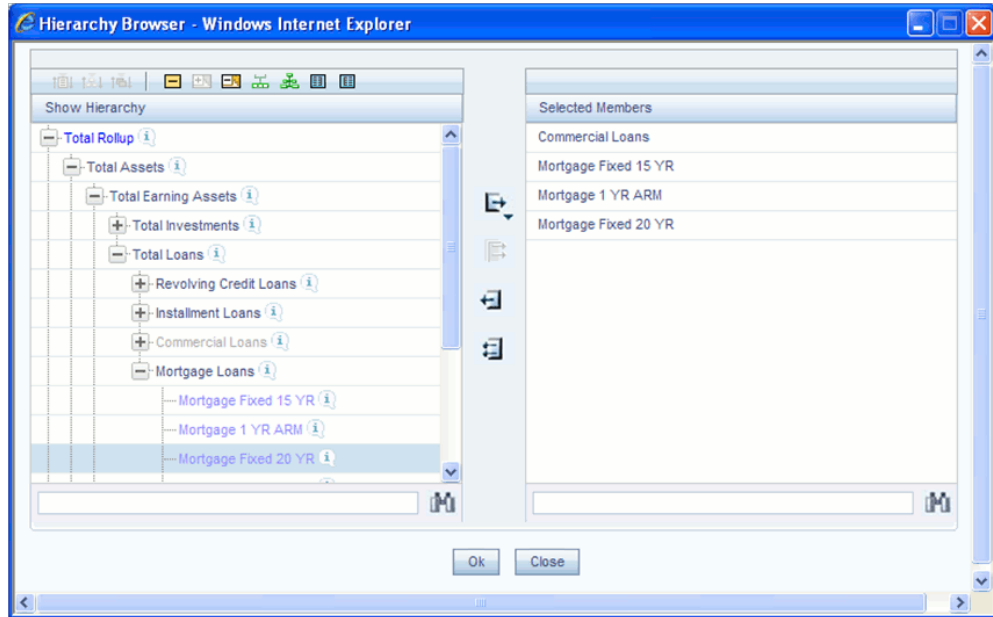 Hierarchy Browser - Windows Internet Explorer
Show Hierarchy
Total Rollup
Total Assets
Total Earning Assets
Total Investments
Total Loans
Revolving Credit Loans
Installment Loans
Commercial Loans
Mortgage Loans
Mortgage Fixed 15 YR
Mortgage 1 YR ARM
Mortgage Fixed 20 YR
Selected Members
Commercial Loans
Mortgage Fixed 15 YR
Mortgage 1 YR ARM
Mortgage Fixed 20 YR
Ok
Close